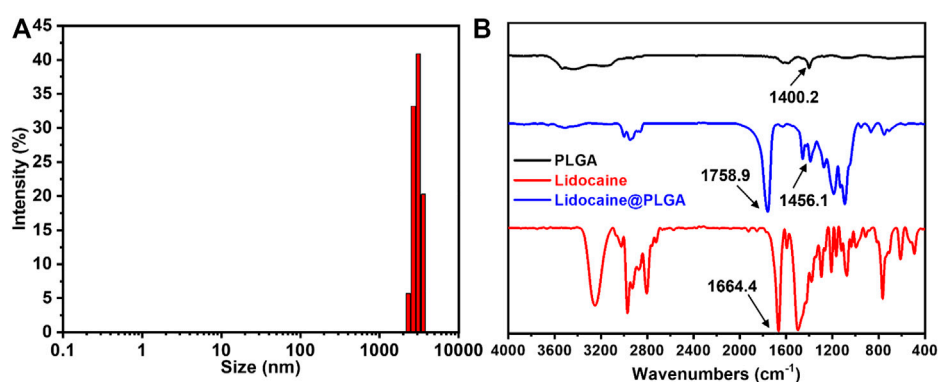 A
Intensity (%)
45
40
35
30
25
20
15
10
5
0
0.1 1 10 100 1000 10000
Size (nm)
B
1400.2
PLGA
Lidocaine
Lidocaine@PLGA
1758.9
1456.1
1664.4
4000 3600 3200 2800 2400 2000 1600 1200 800 400
Wavenumbers (cm⁻¹)